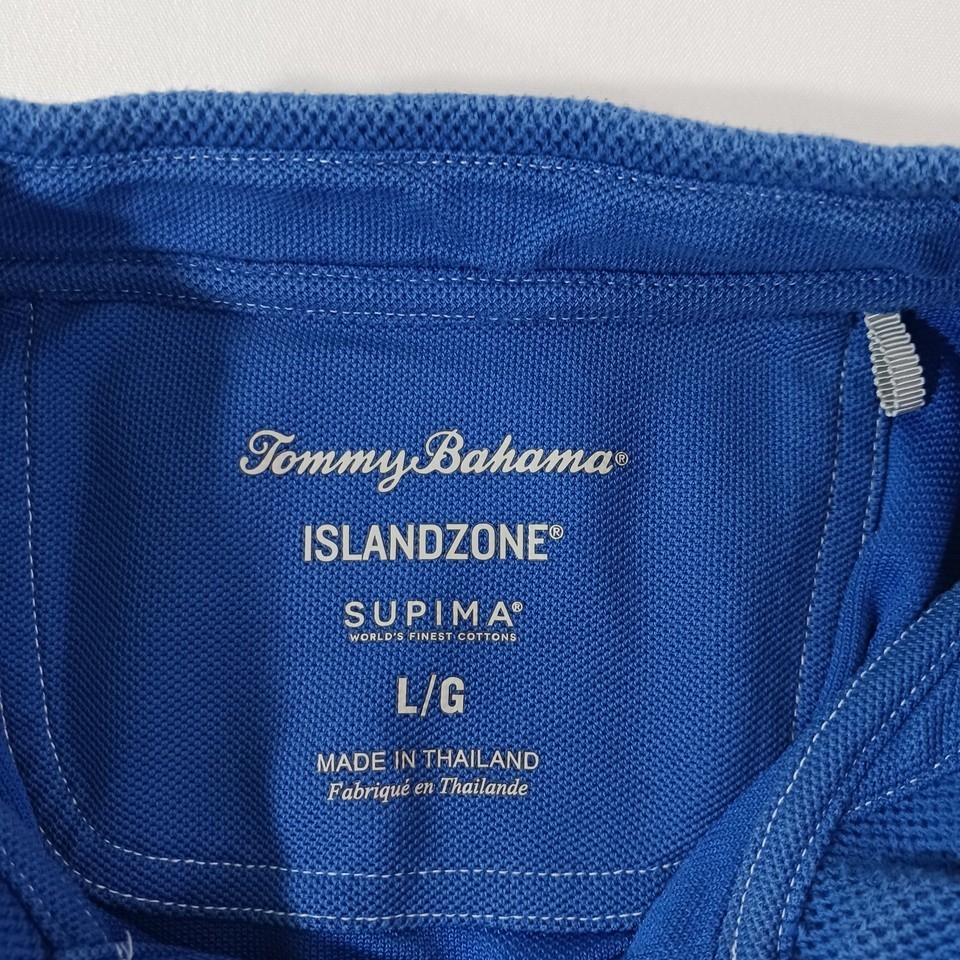 Tommy Bahama®
ISLANDZONE®
SUPIMA®
WORLD'S FINEST COTTONS
L/G
MADE IN THAILAND
Fabriqué en Thailande